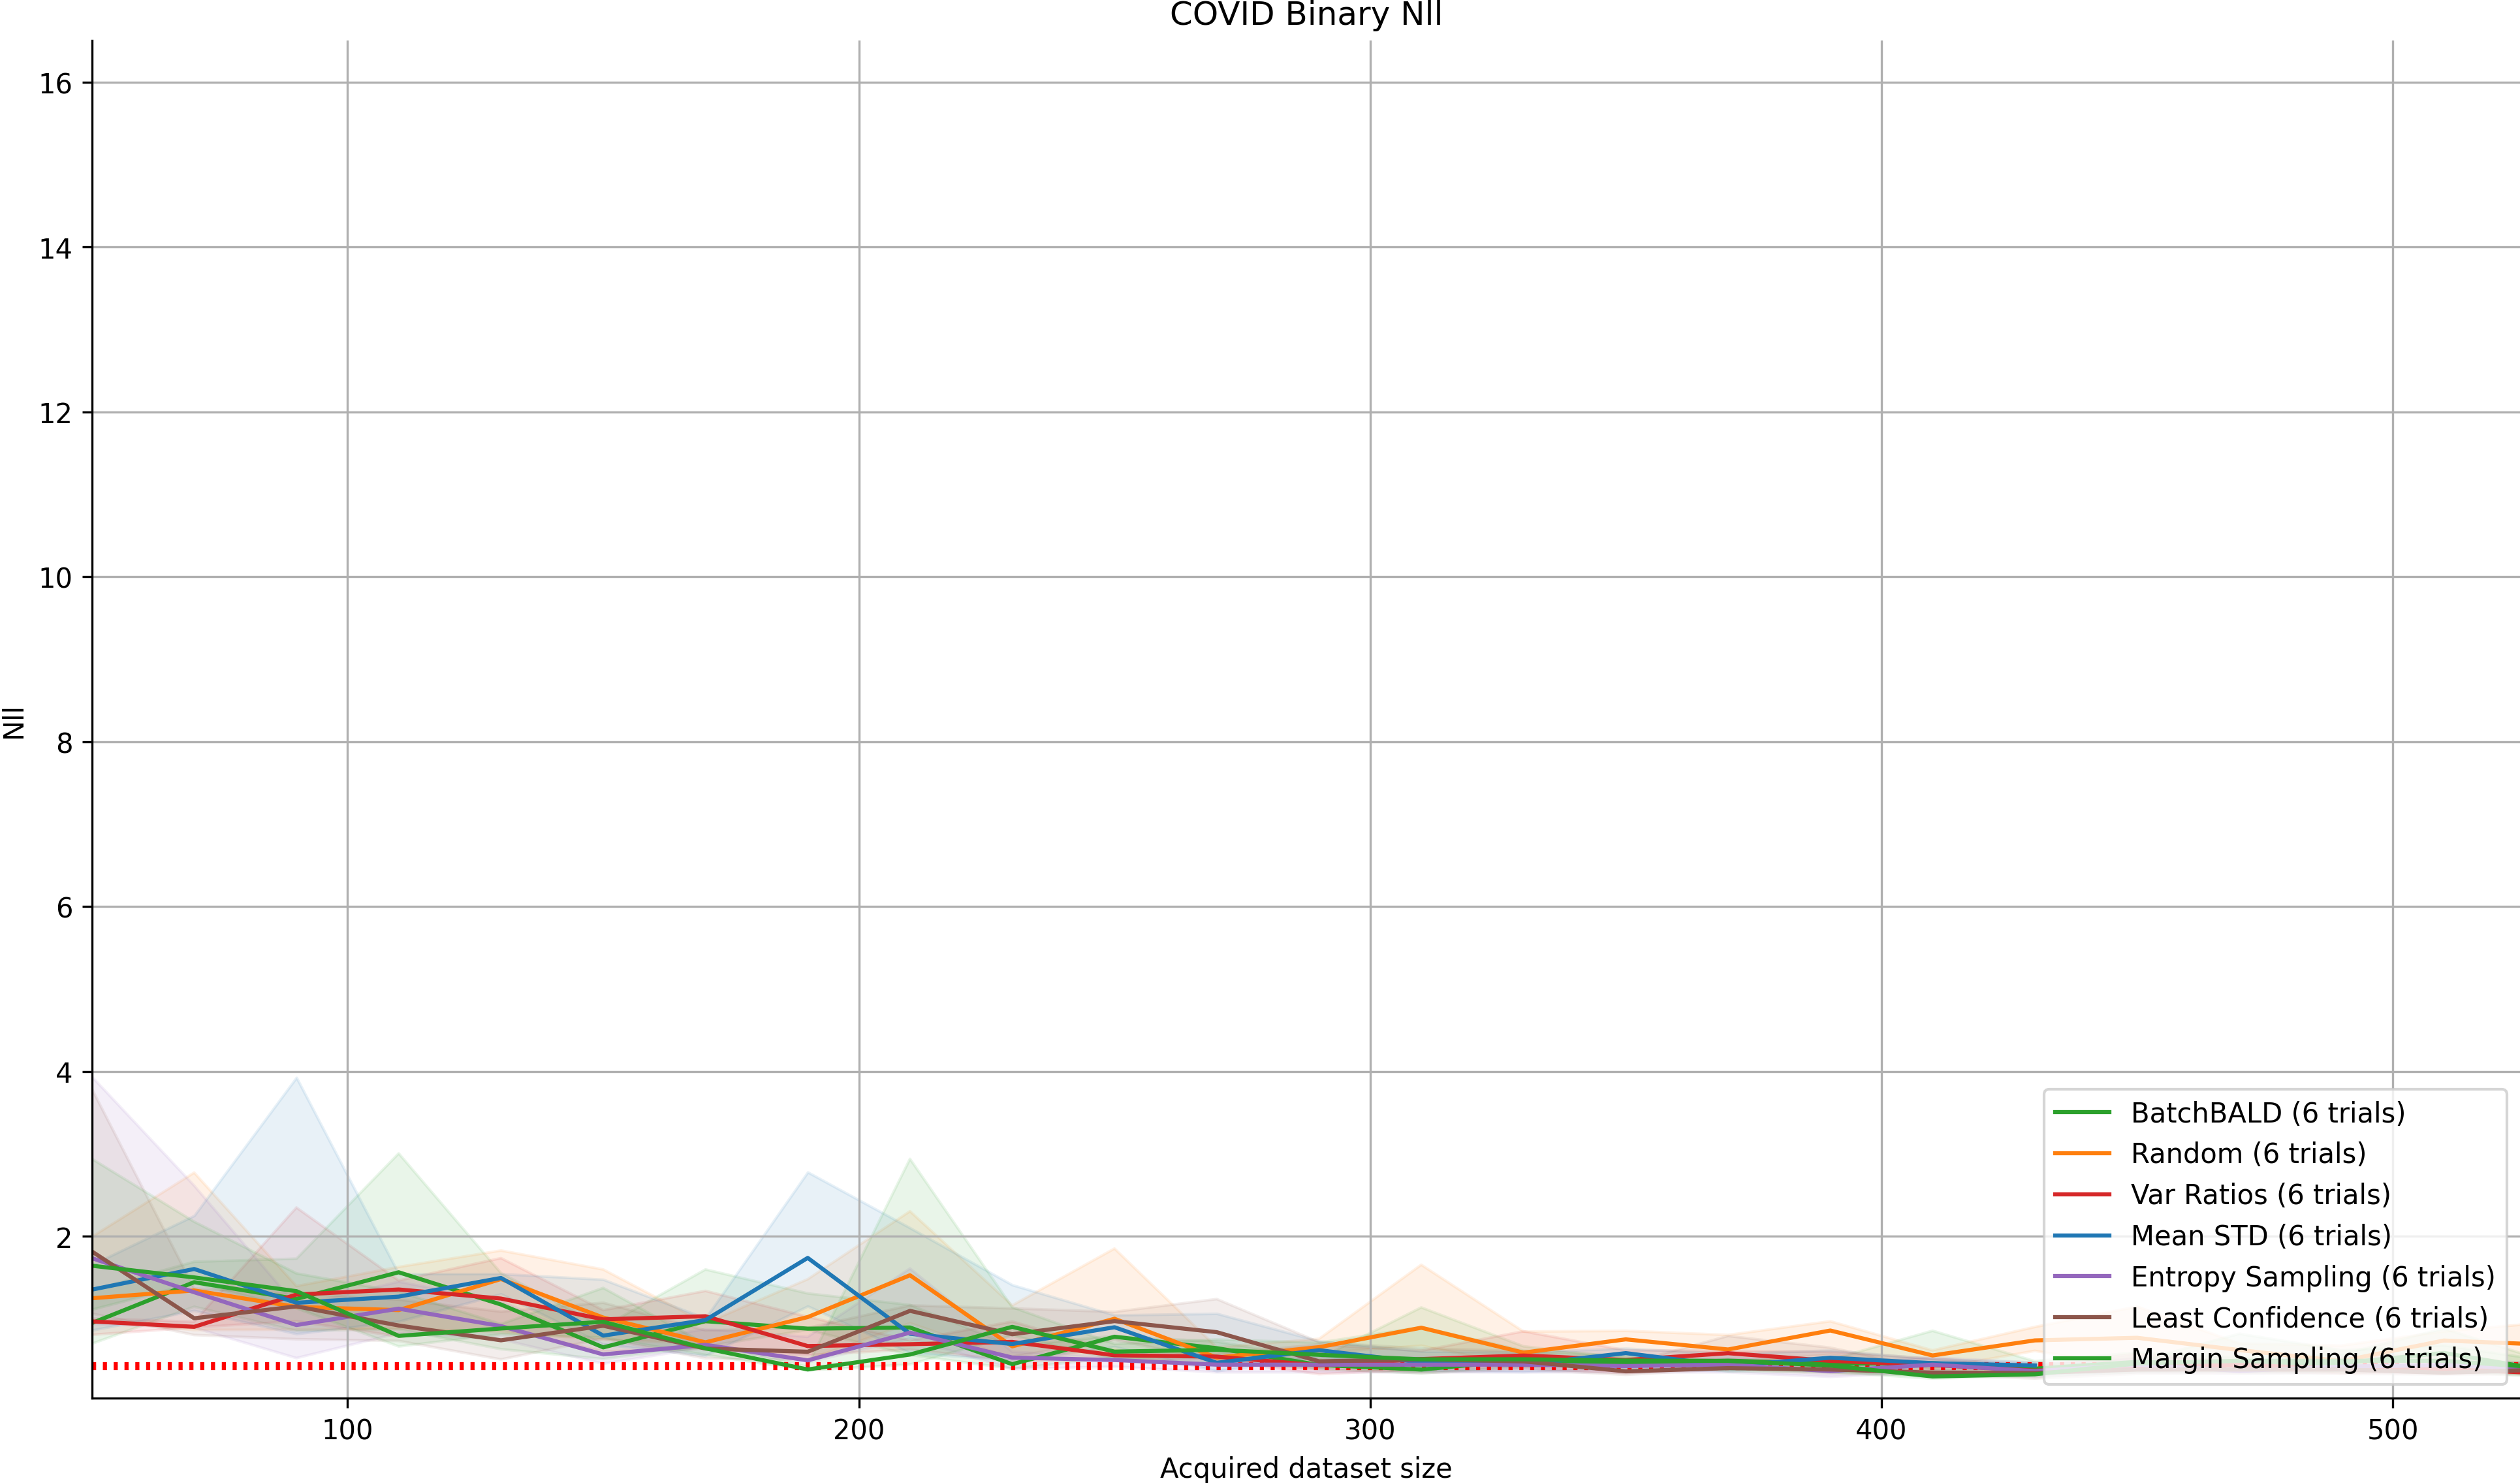 COVID Binary Nll
16
14
12
10
8
6
4
2
Nll
100
200
300
400
500
Acquired dataset size
BatchBALD (6 trials)
Random (6 trials)
Var Ratios (6 trials)
Mean STD (6 trials)
Entropy Sampling (6 trials)
Least Confidence (6 trials)
Margin Sampling (6 trials)